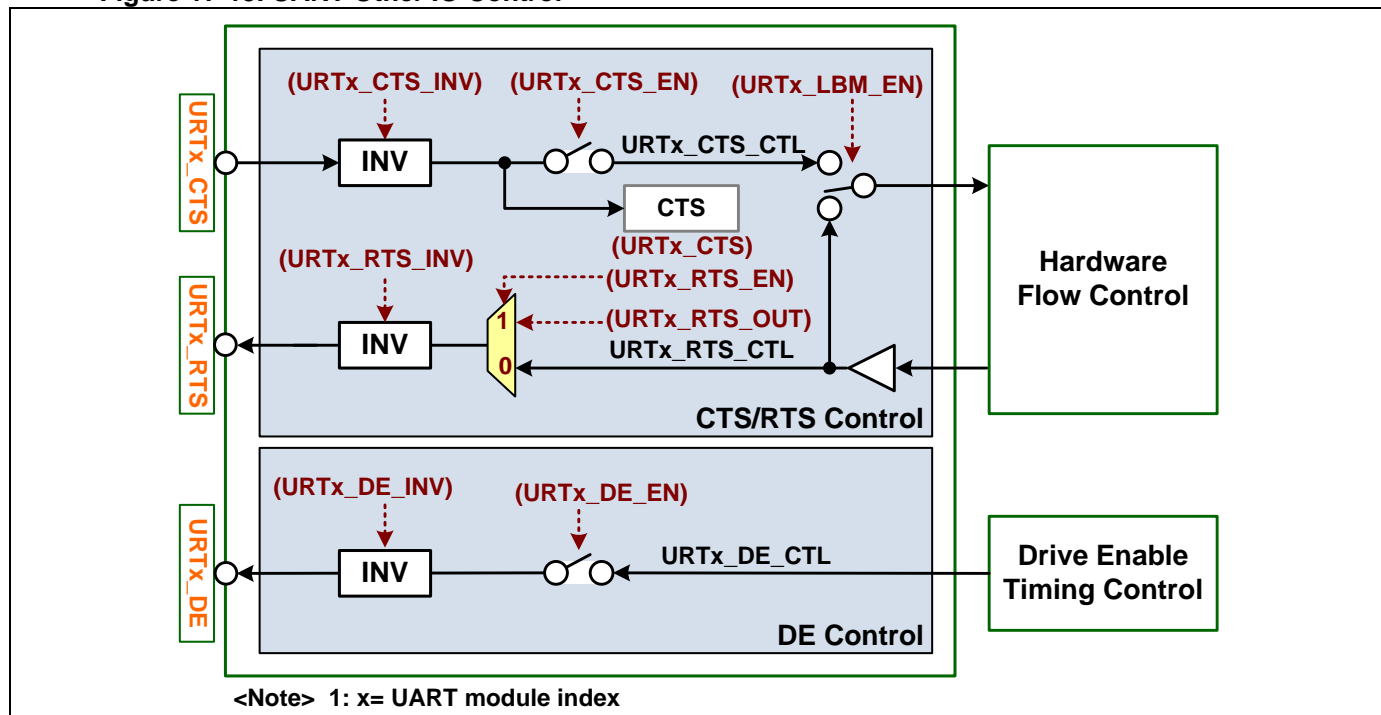 (URTx_CTS_INV)
(URTx_CTS_EN)
(URTx_LBM_EN)
URTx_CTS
INV
URTx_CTS_CTL
CTS
(URTx_CTS)
(URTx_RTS_INV)
(URTx_RTS_EN)
(URTx_RTS_OUT)
URTx_RTS
INV
1
0
URTx_RTS_CTL
CTS/RTS Control
Hardware
Flow Control
(URTx_DE_INV)
(URTx_DE_EN)
URTx_DE
INV
URTx_DE_CTL
DE Control
Drive Enable
Timing Control
<Note> 1: x= UART module index